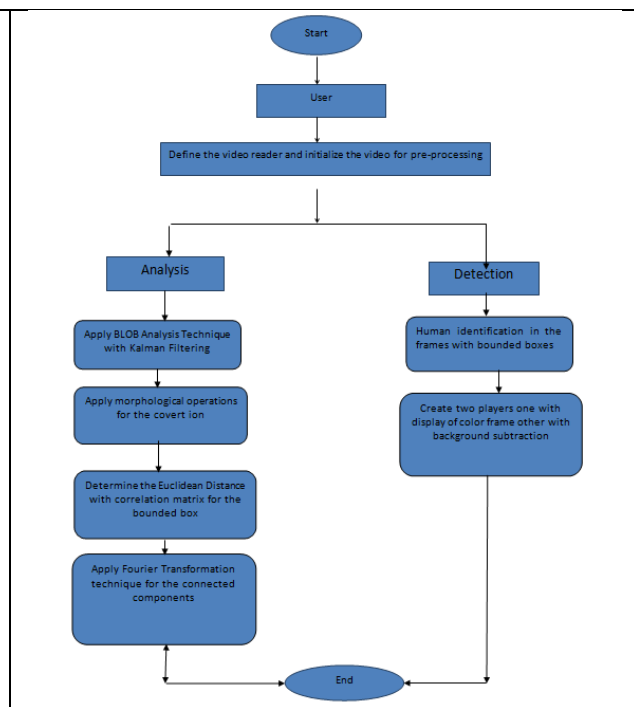 Start
User
Define the video reader and initialize the video for pre-processing
Analysis
Apply BLOB Analysis Technique
with Kalman Filtering
Apply morphological operations
for the covert ion
Determine the Euclidean Distance
with correlation matrix for the
bounded box
Apply Fourier Transformation
technique for the connected
components
Detection
Human identification in the
frames with bounded boxes
Create two players one with
display of color frame other with
background subtraction
End